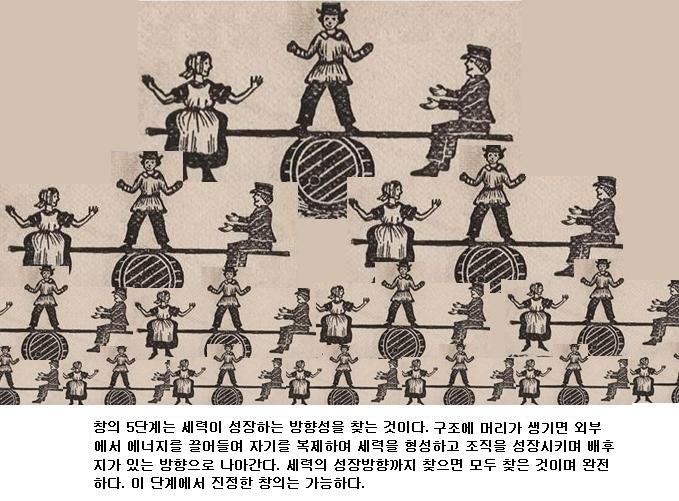 창의 5단계는 세력이 성장하는 방향성을 찾는 것이다. 구조에 머리가 생기면 외부
에서 에너지를 끌어들여 자기를 복제하여 세력을 형성하고 조직을 성장시키며 배후
지가 있는 방향으로 나아간다. 세력의 성장방향까지 찾으면 모두 찾은 것이며 완전
하다. 이 단계에서 진정한 창의는 가능하다.